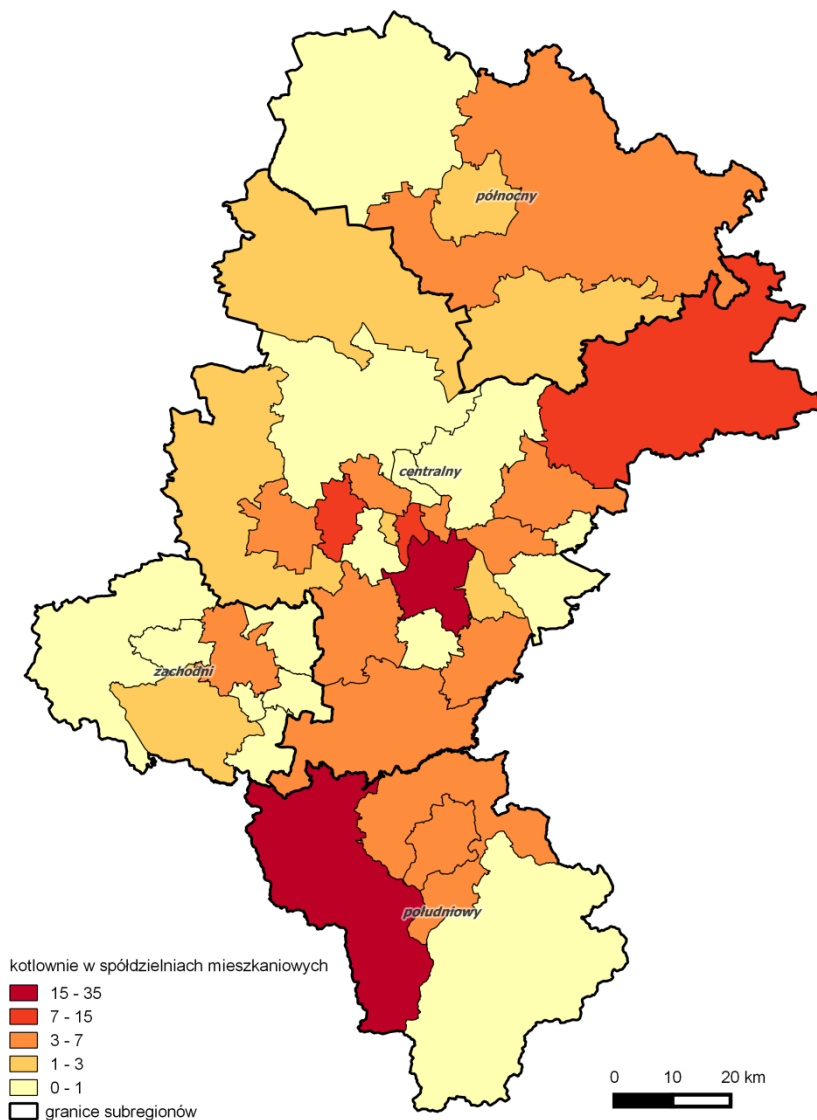 północny
centralny
zachodni
południowy
kotlownie w spółdzielniach mieszkaniowych
15 - 35
7 - 15
3 - 7
1 - 3
0 - 1
granice subregionów
0 10 20 km